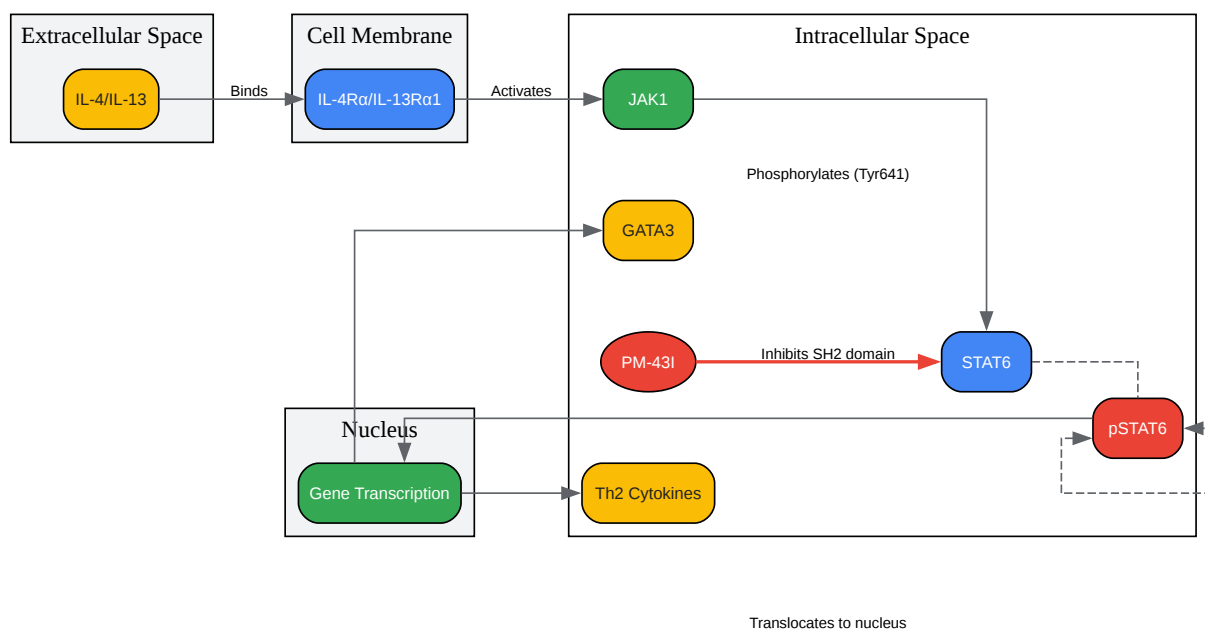 Extracellular Space
Cell Membrane
Intracellular Space
IL-4/IL-13
Binds
IL-4Rα/IL-13Rα1
Activates
JAK1
Phosphorylates (Tyr641)
GATA3
PM-43I
Inhibits SH2 domain
STAT6
pSTAT6
Nucleus
Gene Transcription
Th2 Cytokines
Translocates to nucleus